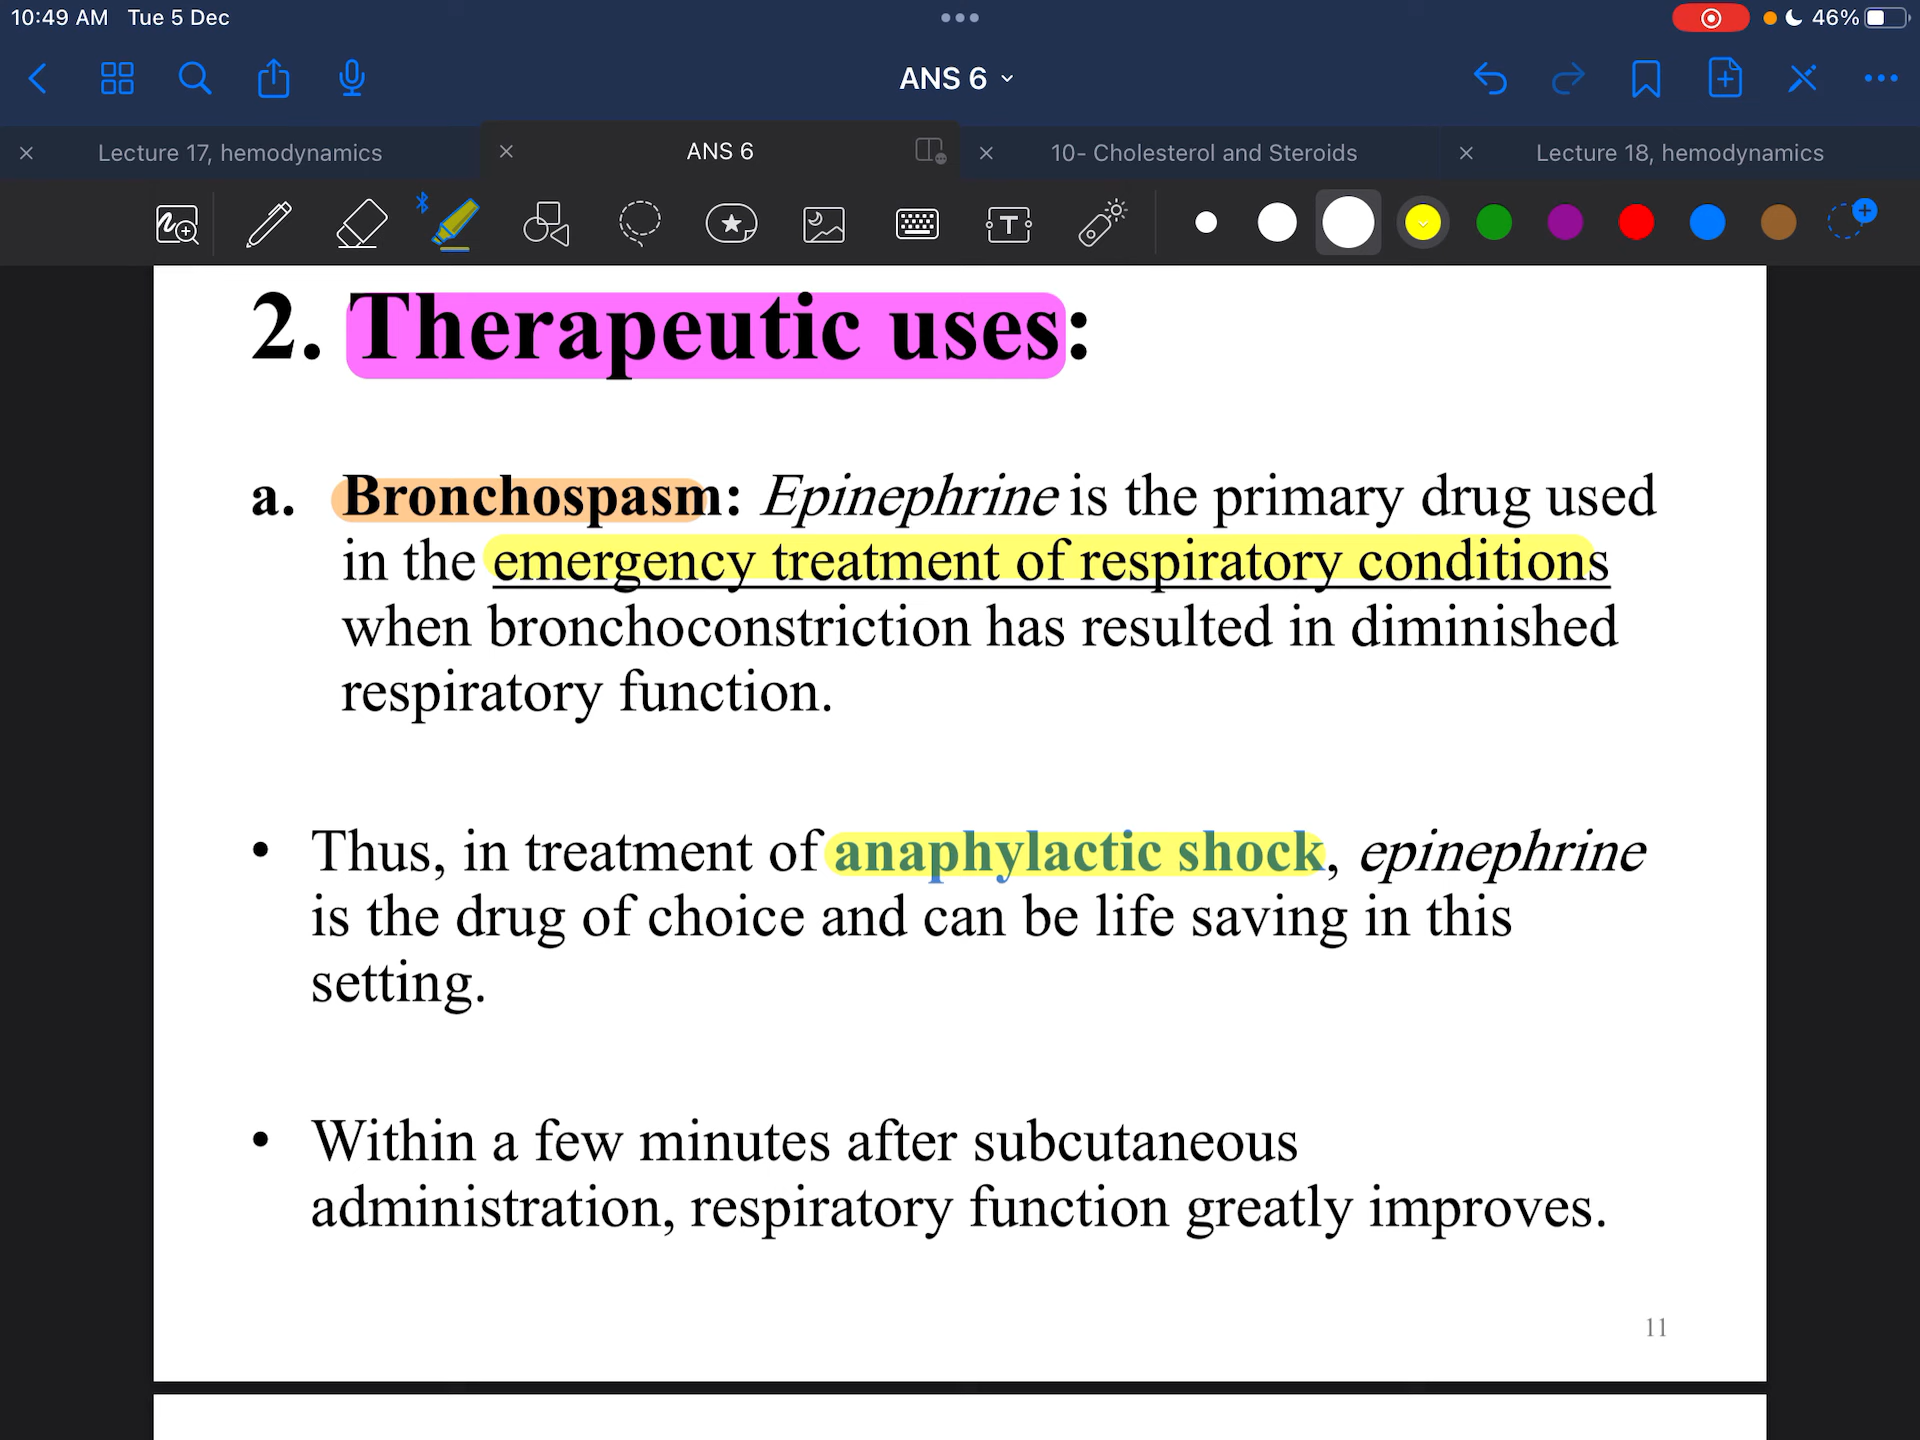 10:49 AM Tue 5 Dec
46%
ANS 6
Lecture 17, hemodynamics
ANS 6
10- Cholesterol and Steroids
Lecture 18, hemodynamics
2. Therapeutic uses:
a. Bronchospasm: Epinephrine is the primary drug used
in the emergency treatment of respiratory conditions
when bronchoconstriction has resulted in diminished
respiratory function.
• Thus, in treatment of anaphylactic shock, epinephrine
is the drug of choice and can be life saving in this
setting.
• Within a few minutes after subcutaneous
administration, respiratory function greatly improves.
11